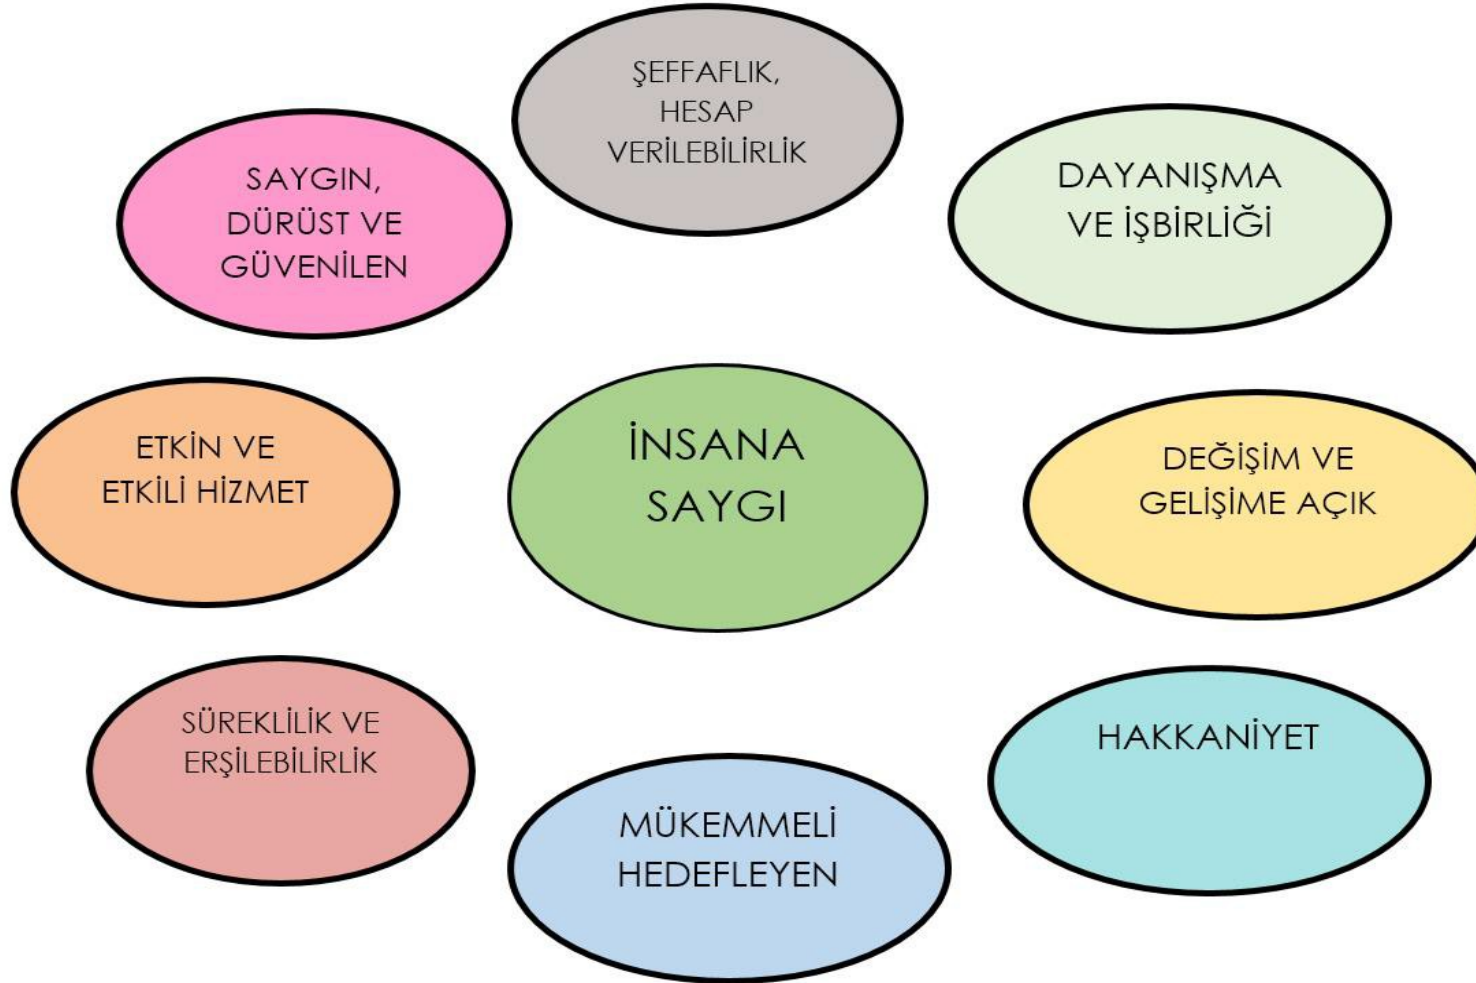 ŞEFFAFLIK,
HESAP
VERİLEBİLİRLİK
SAYGIN,
DÜRÜST VE
GÜVENİLEN
DAYANIŞMA
VE İŞBİRLİĞİ
ETKİN VE
ETKİLİ HİZMET
İNSANA
SAYGI
DEĞİŞİM VE
GELİŞİME AÇIK
SÜREKLİLİK VE
ERŞİLEBİLİRLİK
MÜKEMMELİ
HEDEFLEYEN
HAKKANİYET